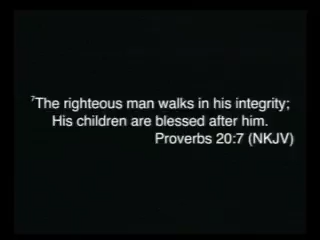 ⁷The righteous man walks in his integrity;
His children are blessed after him.
Proverbs 20:7 (NKJV)